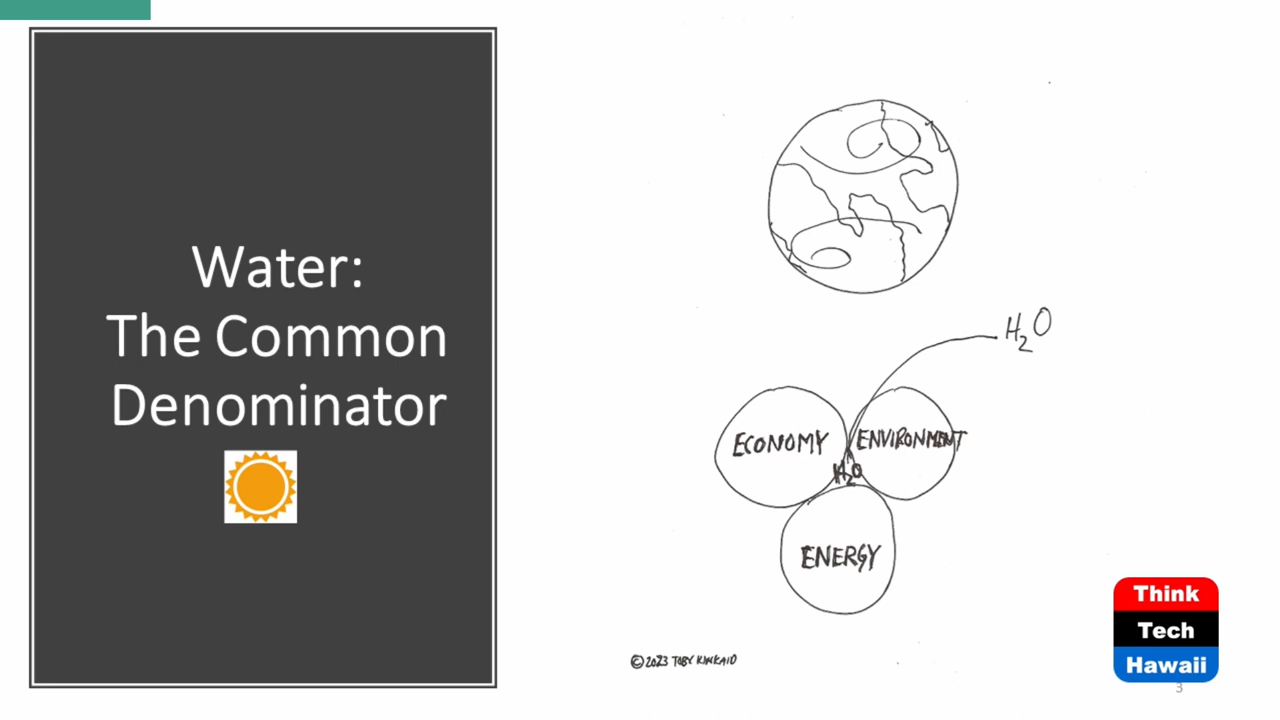 Water:
The Common
Denominator
H2O
ECONOMY
ENVIRONMENT
H2O
ENERGY
©2023 TOBY KINKAID
Think
Tech
Hawaii
3